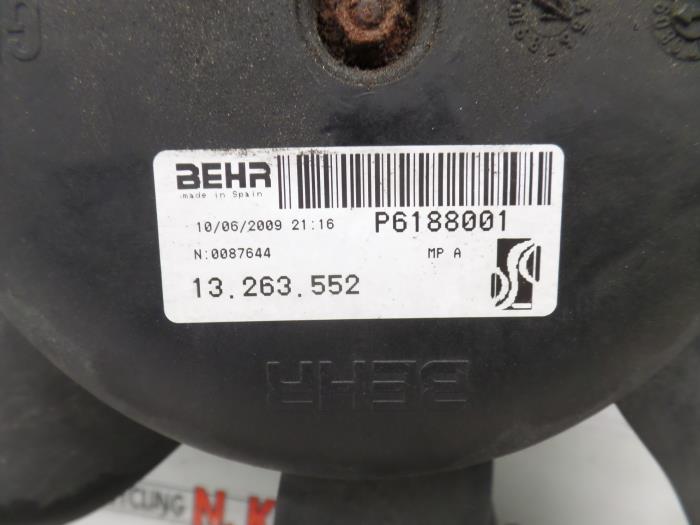 BEHR
made in Spain
10/06/2009 21:16 P6188001
N:0087644 MP A
13.263.552
BEHR